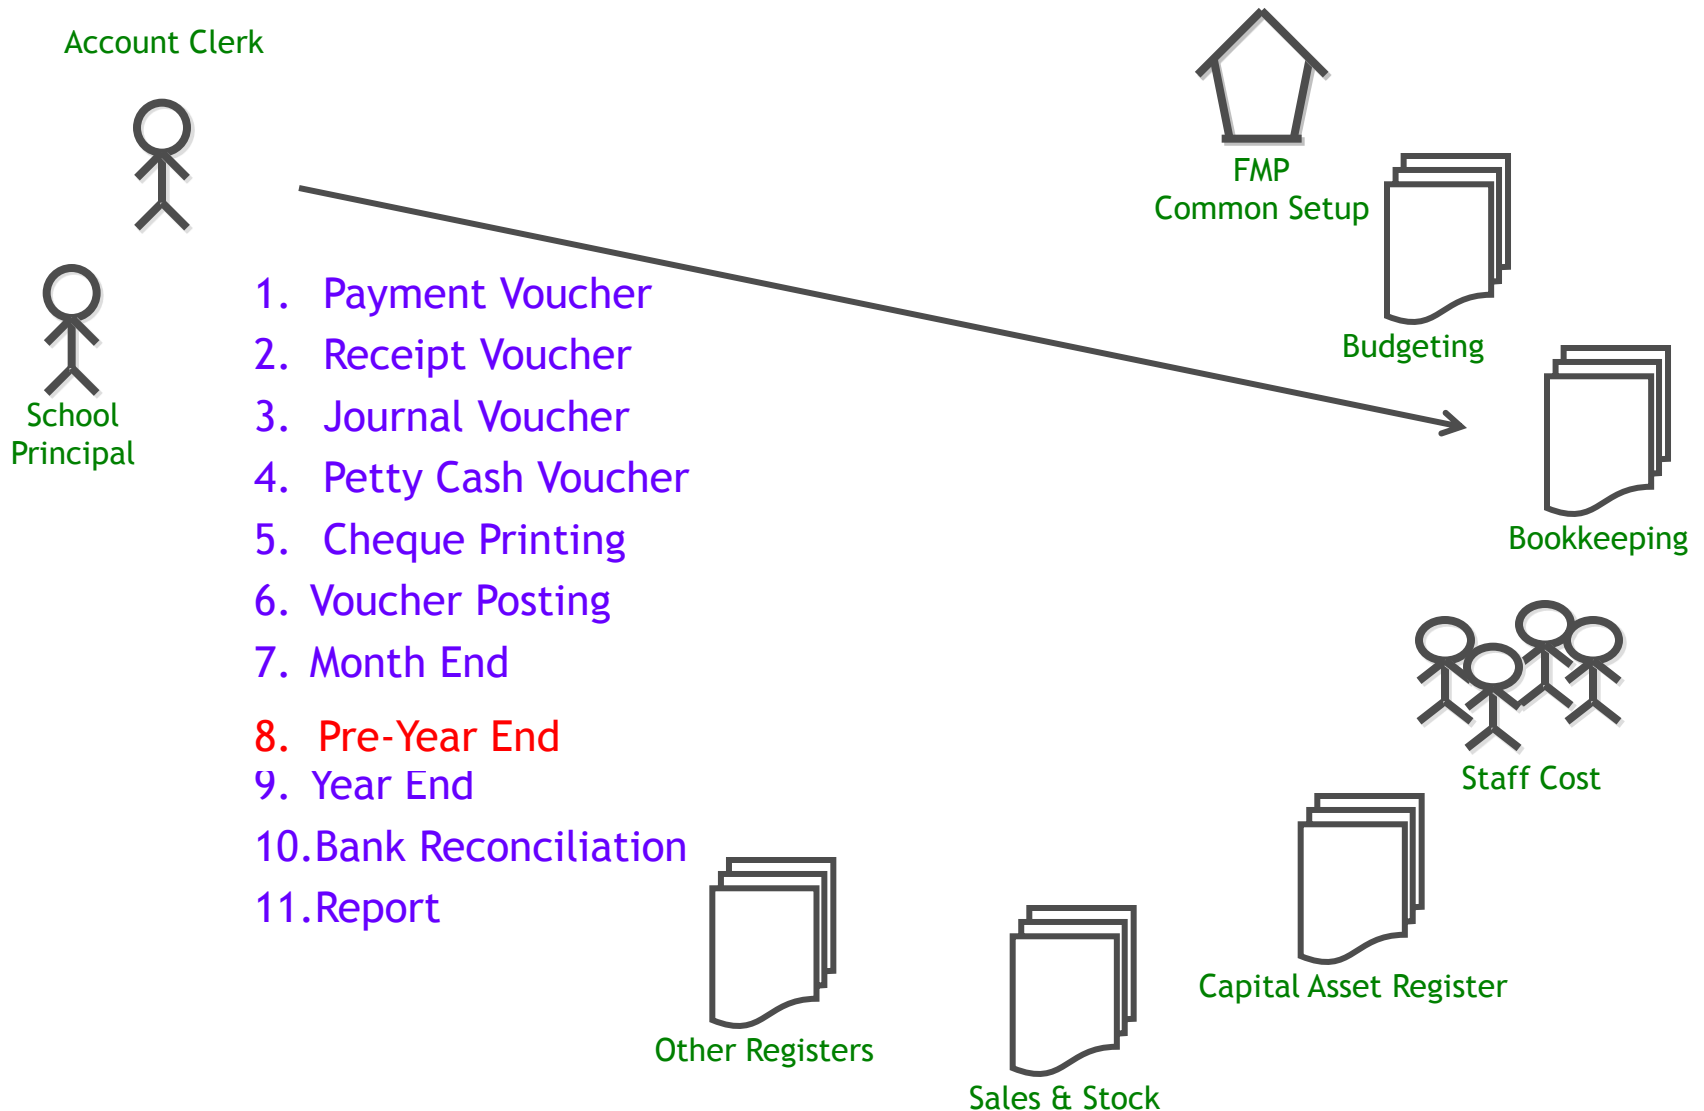 Account Clerk
School
Principal
1. Payment Voucher
2. Receipt Voucher
3. Journal Voucher
4. Petty Cash Voucher
5. Cheque Printing
6. Voucher Posting
7. Month End
8. Pre-Year End
9. Year End
10.Bank Reconciliation
11.Report
FMP
Common Setup
Budgeting
Bookkeeping
Staff Cost
Capital Asset Register
Sales & Stock
Other Registers